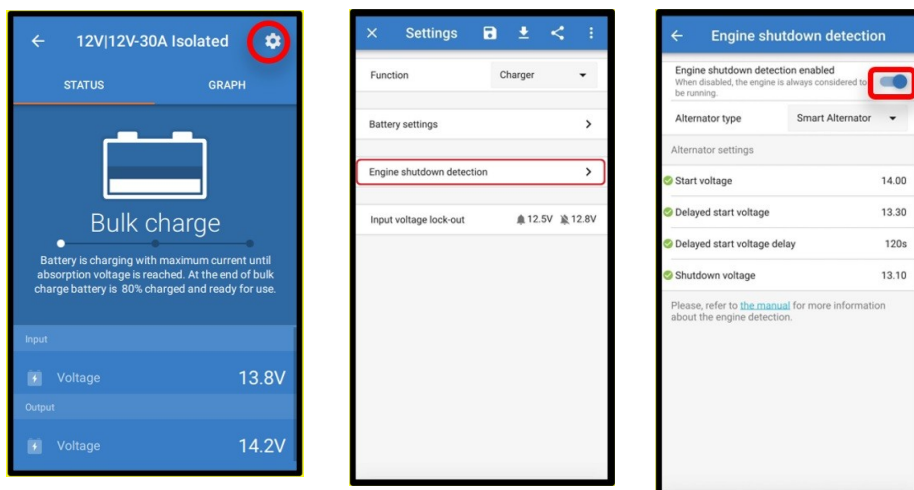 12V|12V-30A Isolated
STATUS
GRAPH
Bulk charge
Battery is charging with maximum current until
absorption voltage is reached. At the end of bulk
charge battery is 80% charged and ready for use.
Input
Voltage
13.8V
Output
Voltage
14.2V
Settings
Function
Charger
Battery settings
Engine shutdown detection
Input voltage lock-out
12.5V
12.8V
Engine shutdown detection
Engine shutdown detection enabled
When disabled, the engine is always considered to
be running.
Alternator type
Smart Alternator
Alternator settings
Start voltage
14.00
Delayed start voltage
13.30
Delayed start voltage delay
120s
Shutdown voltage
13.10
Please, refer to the manual for more information
about the engine detection.